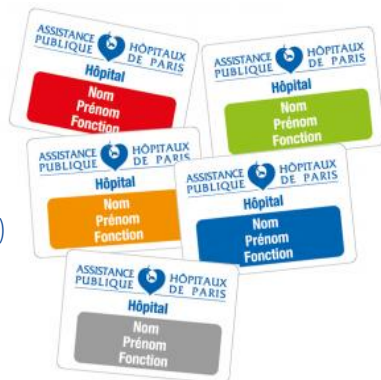 ASSISTANCE HÔPITAUX
PUBLIQUE DE PARIS
Hôpital
Nom
Prénom
Fonction
ASSISTANCE HÔPITAUX
PUBLIQUE DE PARIS
Hôpital
Nom
Prénom
Fonction
ASSISTANCE HÔPITAUX
PUBLIQUE DE PARIS
Hôpital
Nom
Prénom
Fonction
ASSISTANCE HÔPITAUX
PUBLIQUE DE PARIS
Hôpital
Nom
Prénom
Fonction
ASSISTANCE HÔPITAUX
PUBLIQUE DE PARIS
Hôpital
Nom
Prénom
Fonction
)